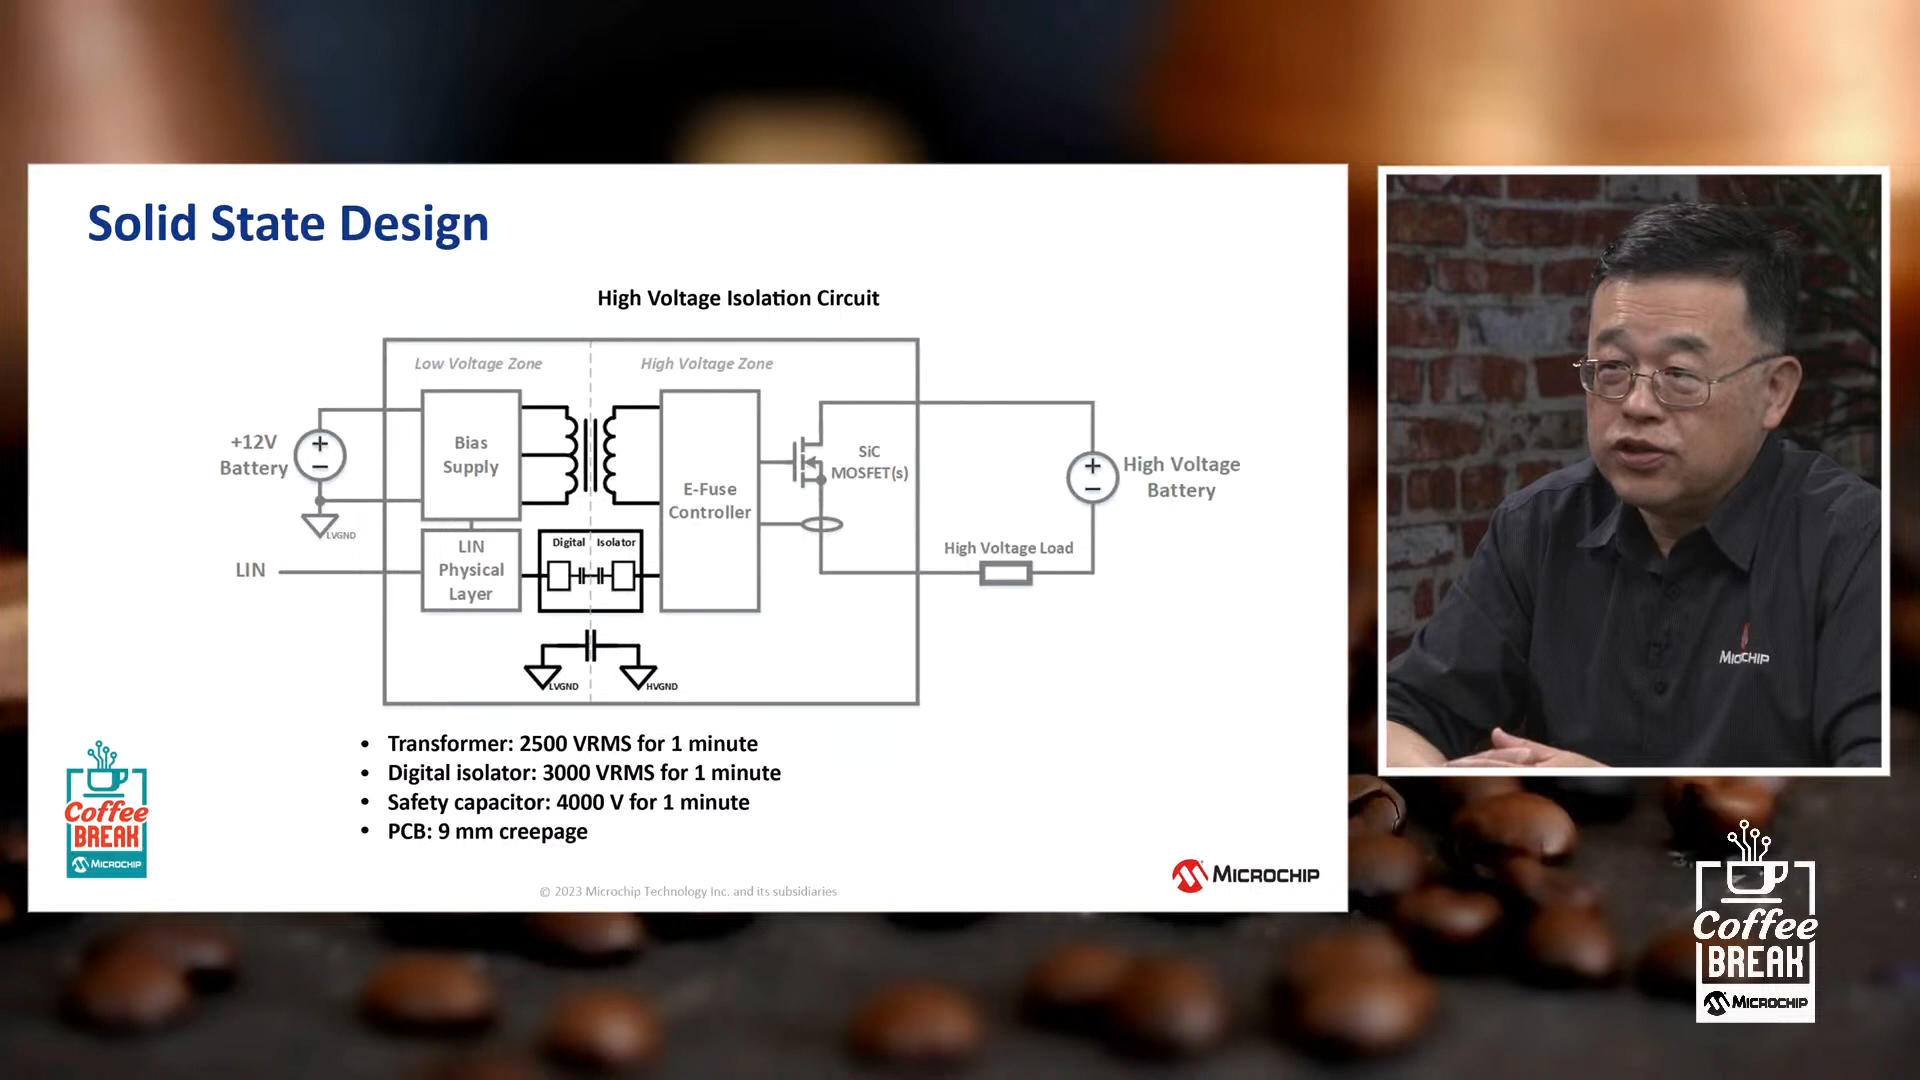 Solid State Design
High Voltage Isolation Circuit
Low Voltage Zone
High Voltage Zone
+12V
Battery
LVGND
LIN
Bias
Supply
LIN
Physical
Layer
Digital Isolator
E-Fuse
Controller
SiC
MOSFET(s)
High Voltage
Battery
High Voltage Load
LVGND
HVGND
• Transformer: 2500 VRMS for 1 minute
• Digital isolator: 3000 VRMS for 1 minute
• Safety capacitor: 4000 V for 1 minute
• PCB: 9 mm creepage
Coffee
BREAK
MICROCHIP
© 2023 Microchip Technology Inc. and its subsidiaries
MICROCHIP
MICROCHIP
Coffee
BREAK
MICROCHIP